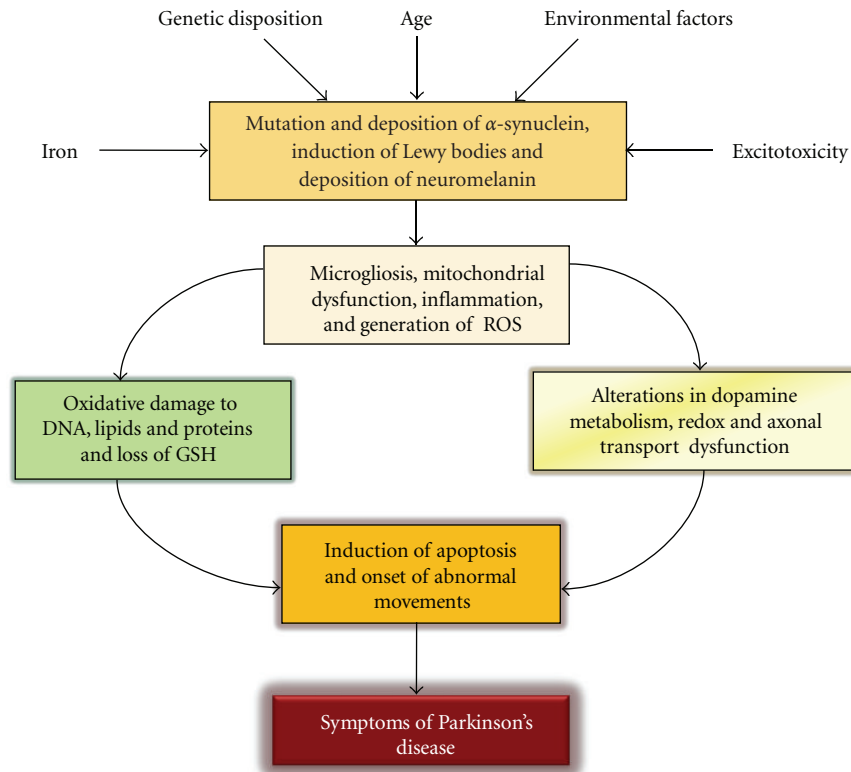 Genetic disposition
Age
Environmental factors
Iron
Mutation and deposition of α-synuclein,
induction of Lewy bodies and
deposition of neuromelanin
Excitotoxicity
Microgliosis, mitochondrial
dysfunction, inflammation,
and generation of ROS
Oxidative damage to
DNA, lipids and proteins
and loss of GSH
Alterations in dopamine
metabolism, redox and axonal
transport dysfunction
Induction of apoptosis
and onset of abnormal
movements
Symptoms of Parkinson's
disease